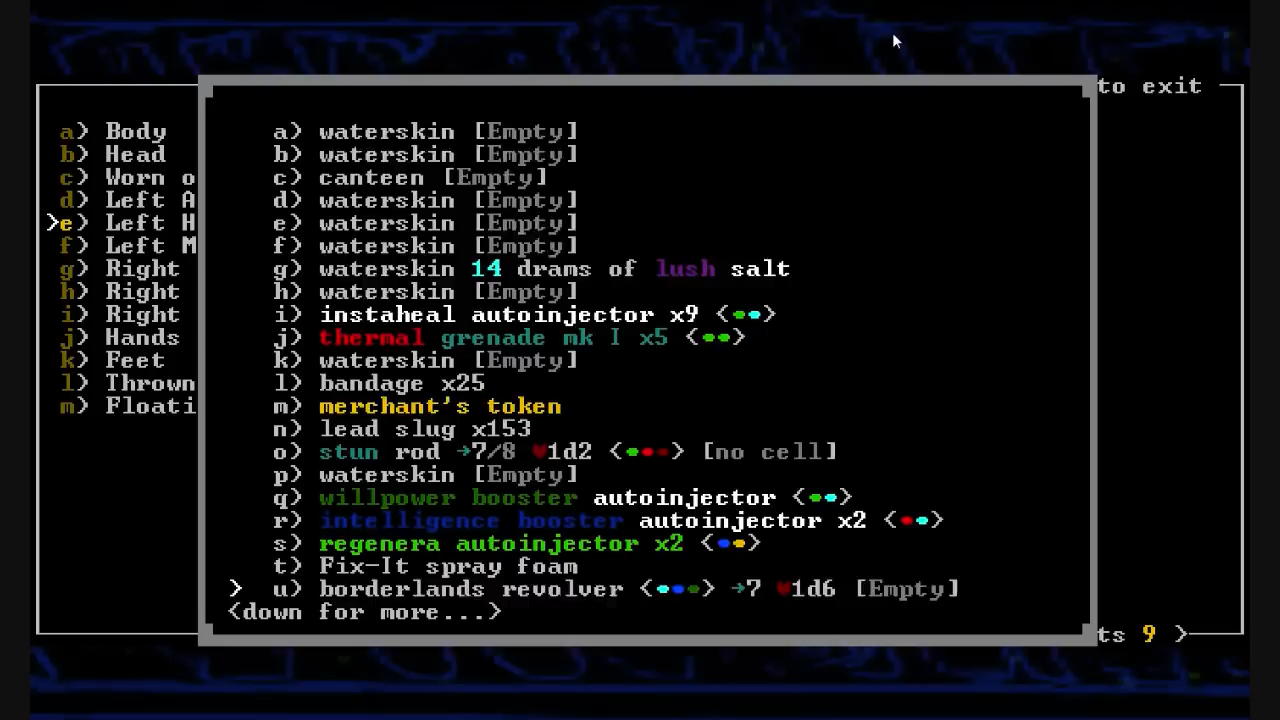 to exit
a) Body
b) Head
c) Worn o
d) Left A
>e) Left H
f) Left M
g) Right
h) Right
i) Right
j) Hands
k) Feet
l) Thrown
m) Floati
a) waterskin [Empty]
b) waterskin [Empty]
c) canteen [Empty]
d) waterskin [Empty]
e) waterskin [Empty]
f) waterskin [Empty]
g) waterskin 14 drams of lush salt
h) waterskin [Empty]
i) instaheal autoinjector x9 <••>
j) thermal grenade mk I x5 <••>
k) waterskin [Empty]
l) bandage x25
m) merchant's token
n) lead slug x153
o) stun rod →7/8 ♥1d2 <•••> [no cell]
p) waterskin [Empty]
q) willpower booster autoinjector <••>
r) intelligence booster autoinjector x2 <••>
s) regenera autoinjector x2 <••>
t) Fix-It spray foam
> u) borderlands revolver <•••> →7 ♥1d6 [Empty]
<down for more...>
ts 9 >